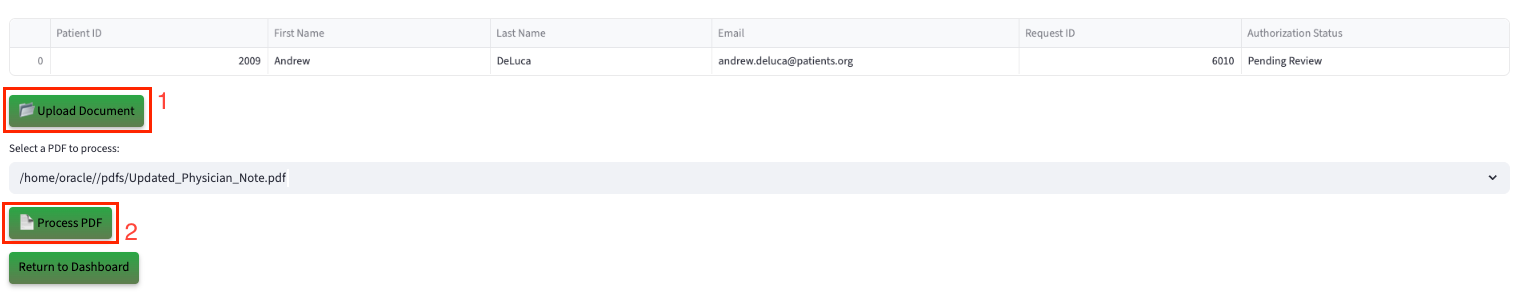 Patient ID First Name Last Name Email Request ID Authorization Status
0 2009 Andrew DeLuca andrew.deluca@patients.org 6010 Pending Review
Upload Document 1
Select a PDF to process:
/home/oracle//pdfs/Updated_Physician_Note.pdf
Process PDF 2
Return to Dashboard